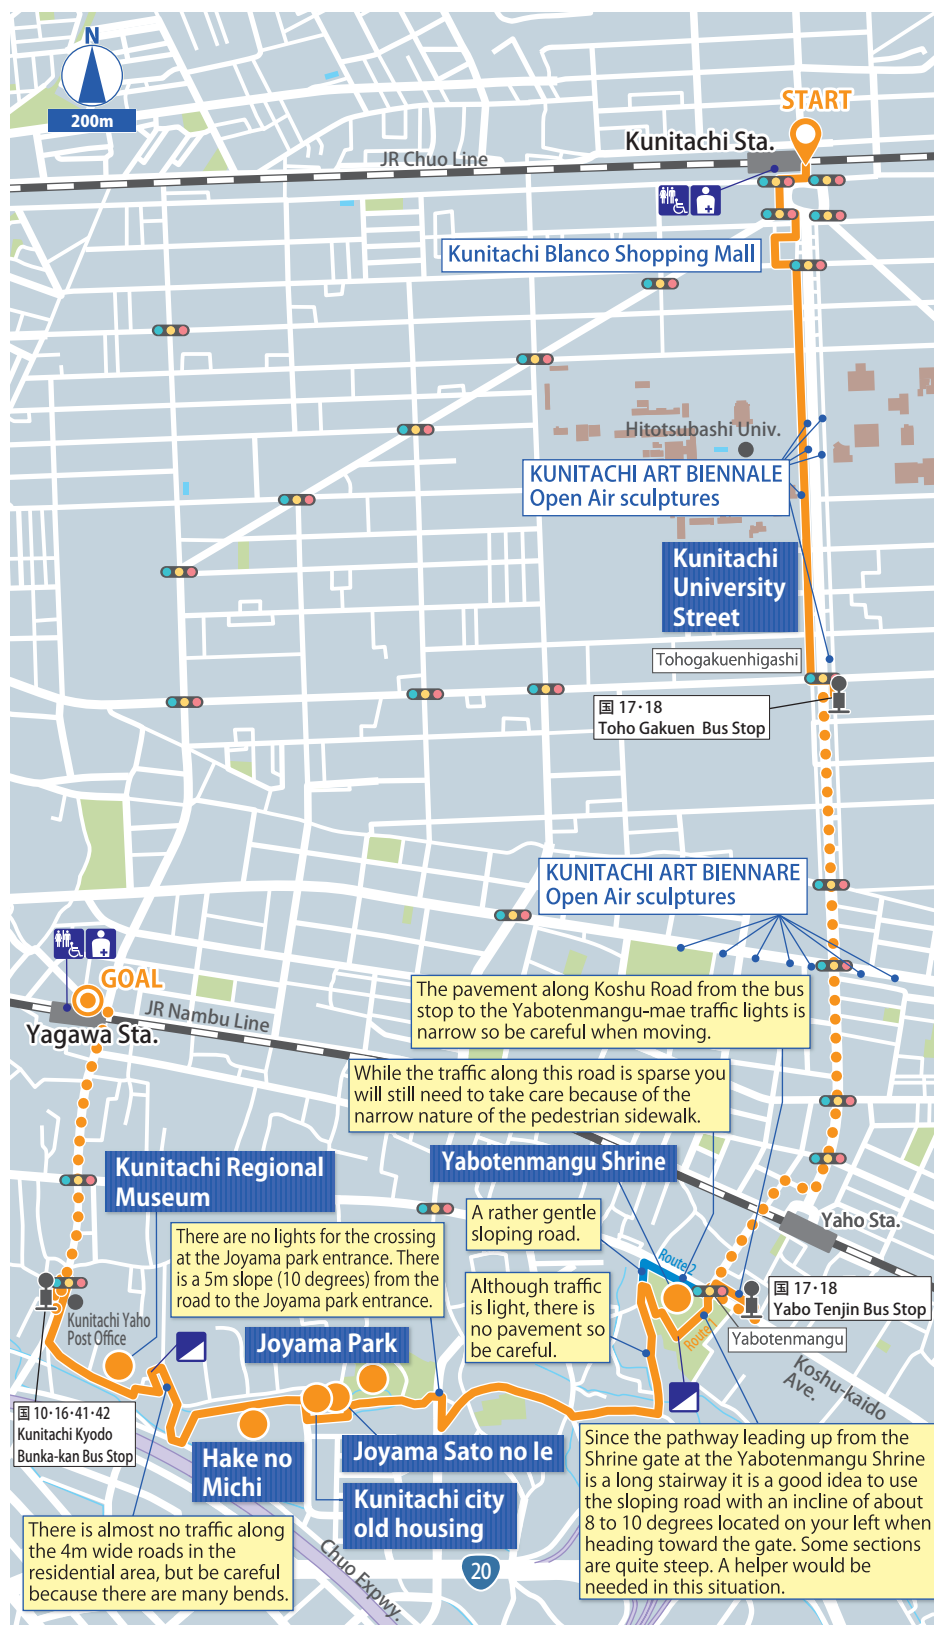 N
200m
START
Kunitachi Sta.
JR Chuo Line
Kunitachi Blanco Shopping Mall
Hitotsubashi Univ.
KUNITACHI ART BIENNALE
Open Air sculptures
Kunitachi
University
Street
Tohogakuenhigashi
国 17・18
Toho Gakuen Bus Stop
KUNITACHI ART BIENNARE
Open Air sculptures
GOAL
JR Nambu Line
Yagawa Sta.
The pavement along Koshu Road from the bus
stop to the Yabotenmangu-mae traffic lights is
narrow so be careful when moving.
While the traffic along this road is sparse you
will still need to take care because of the
narrow nature of the pedestrian sidewalk.
Kunitachi Regional
Museum
Yabotenmangu Shrine
Yaho Sta.
A rather gentle
sloping road.
There are no lights for the crossing
at the Joyama park entrance. There
is a 5m slope (10 degrees) from the
road to the Joyama park entrance.
Route 2
Although traffic
is light, there is
no pavement so
be careful.
国 17・18
Yabo Tenjin Bus Stop
Kunitachi Yaho
Post Office
Route 1
Yabotenmangu
Joyama Park
Koshu-kaido
Ave.
国 10・16・41・42
Kunitachi Kyodo
Bunka-kan Bus Stop
Hake no
Michi
Joyama Sato no Ie
Kunitachi city
old housing
Since the pathway leading up from the
Shrine gate at the Yabotenmangu Shrine
is a long stairway it is a good idea to use
the sloping road with an incline of about
8 to 10 degrees located on your left when
heading toward the gate. Some sections
are quite steep. A helper would be
needed in this situation.
There is almost no traffic along
the 4m wide roads in the
residential area, but be careful
because there are many bends.
Chuo Expwy.
20